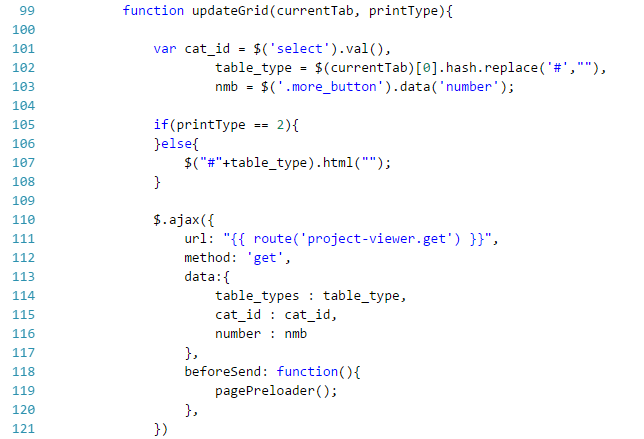 99 function updateGrid(currentTab, printType){
100
101 var cat_id = $('select').val(),
102 table_type = $(currentTab)[0].hash.replace('#',""),
103 nmb = $('.more_button').data('number');
104
105 if(printType == 2){
106 }else{
107 $("#"+table_type).html("");
108 }
109
110 $.ajax({
111 url: "{{ route('project-viewer.get') }}",
112 method: 'get',
113 data:{
114 table_types : table_type,
115 cat_id : cat_id,
116 number : nmb
117 },
118 beforeSend: function(){
119 pagePreloader();
120 },
121 })